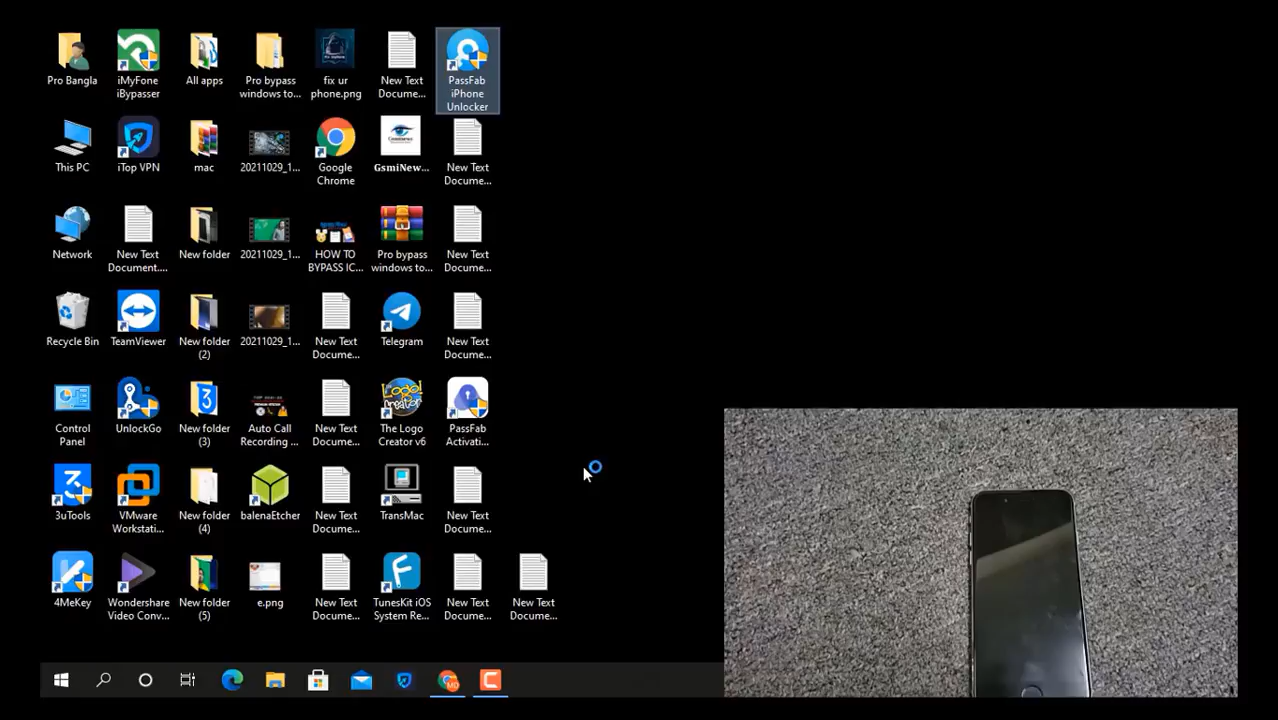 Pro Bangla
iMyFone
iBypasser
All apps
Pro bypass
windows to...
fix ur
phone.png
New Text
Docume...
PassFab
iPhone
Unlocker
This PC
iTop VPN
mac
20211029_1...
Google
Chrome
GsmiNew...
New Text
Docume...
Network
New Text
Document....
New folder
20211029_1...
HOW TO
BYPASS IC...
Pro bypass
windows to...
New Text
Docume...
Recycle Bin
TeamViewer
New folder
(2)
20211029_1...
New Text
Docume...
Telegram
New Text
Docume...
Control
Panel
UnlockGo
New folder
(3)
Auto Call
Recording ...
New Text
Docume...
The Logo
Creator v6
PassFab
Activati...
3uTools
VMware
Workstati...
New folder
(4)
balenaEtcher
New Text
Docume...
TransMac
New Text
Docume...
4MeKey
Wondershare
Video Conv...
New folder
(5)
e.png
New Text
Docume...
TunesKit iOS
System Re...
New Text
Docume...
New Text
Docume...